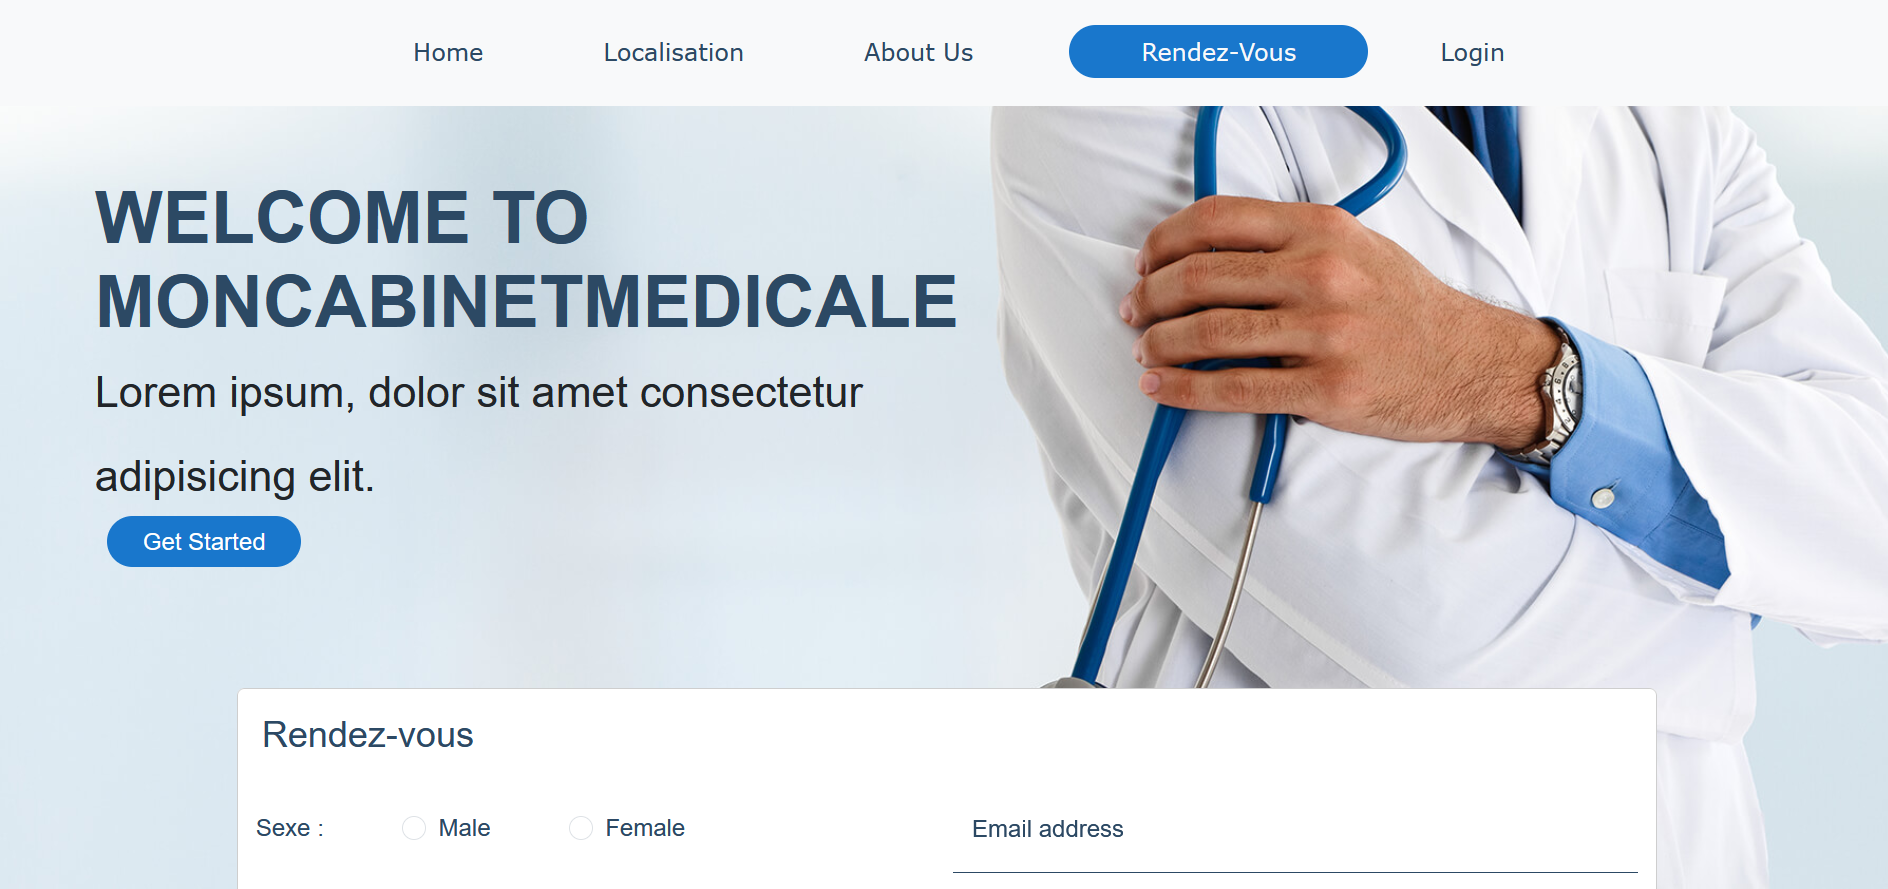 Home
Localisation
About Us
Rendez-Vous
Login
WELCOME TO
MONCABINETMEDICALE
Lorem ipsum, dolor sit amet consectetur
adipisicing elit.
Get Started
Rendez-vous
Sexe :
Male
Female
Email address